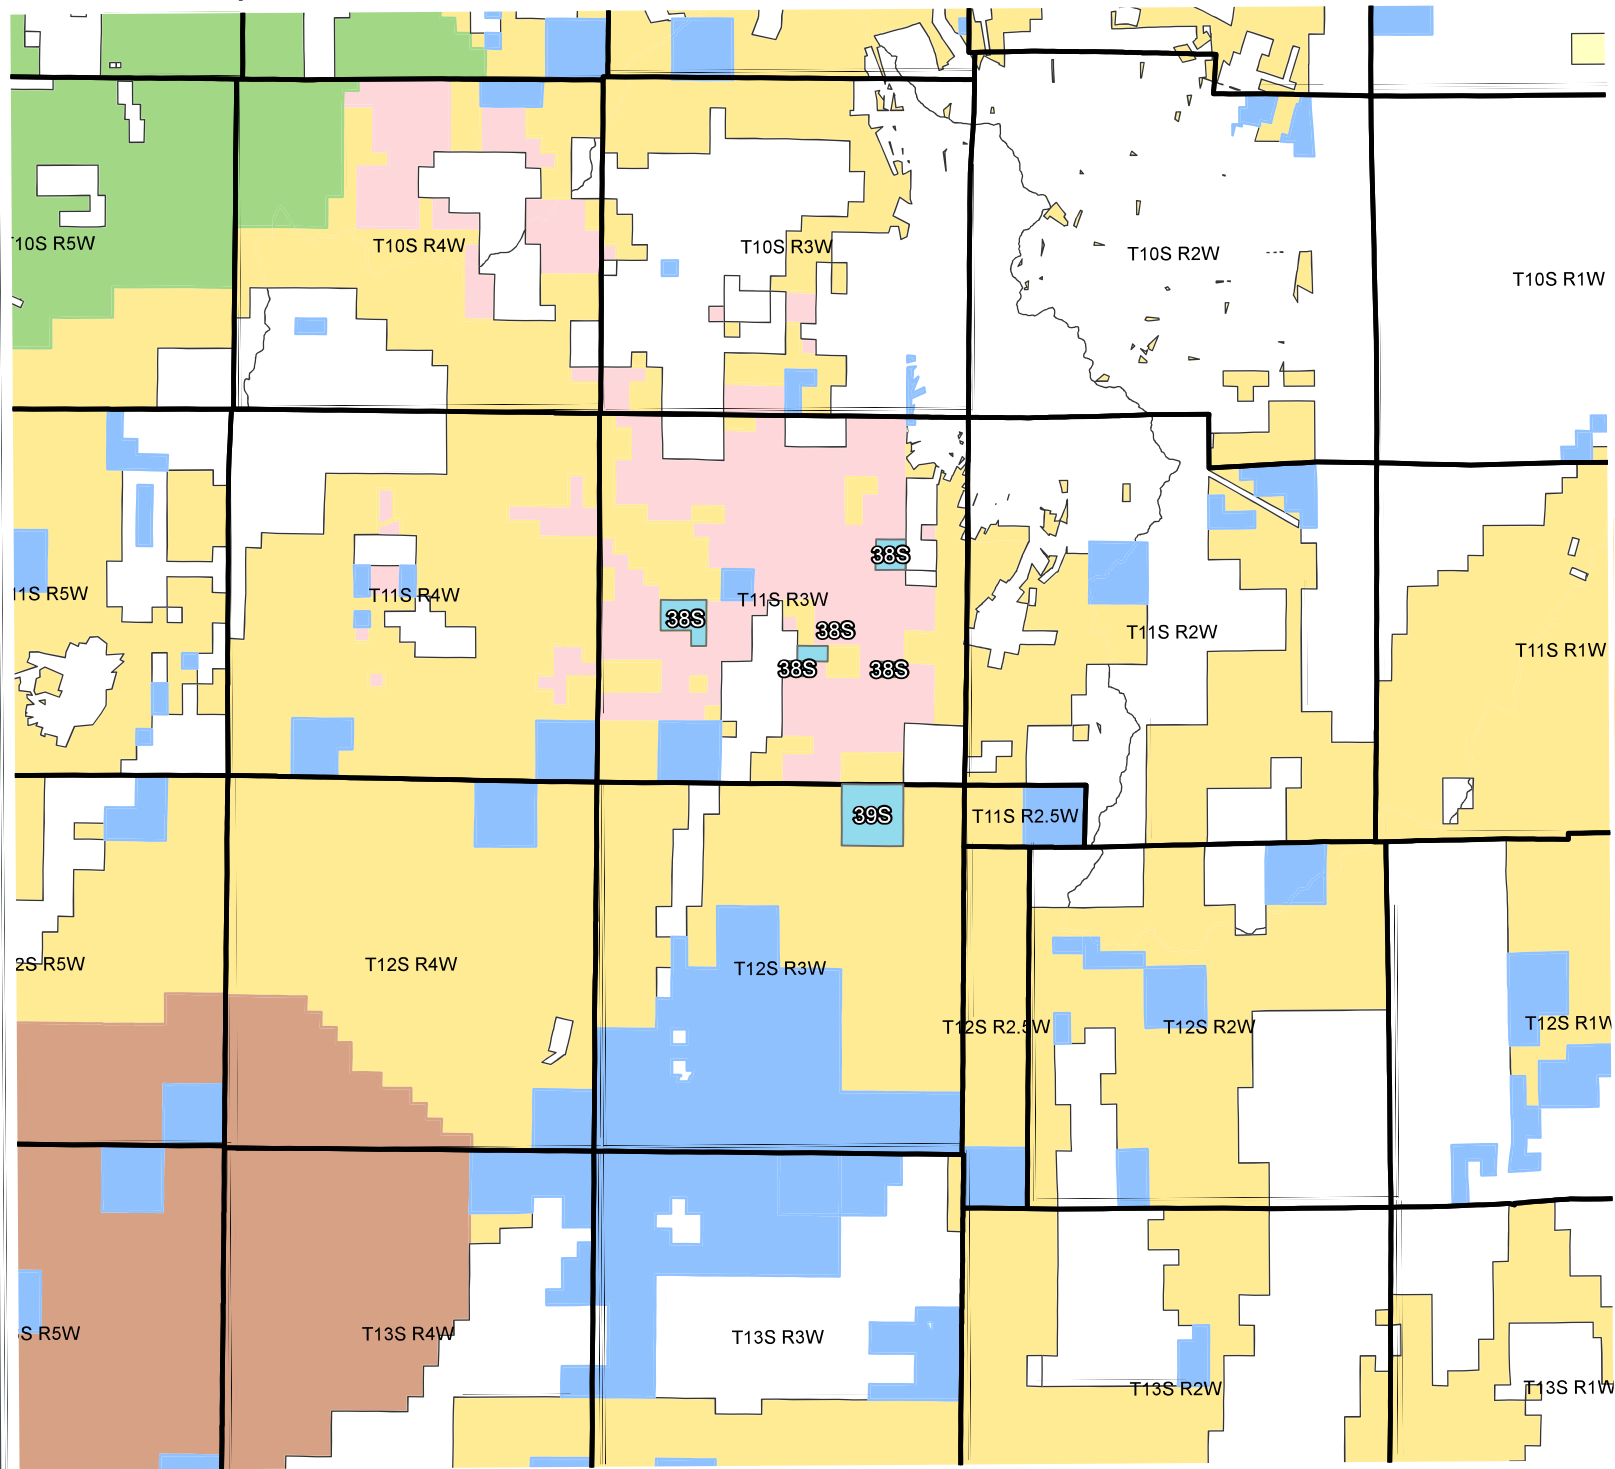 T10S R5W
T10S R4W
T10S R3W
T10S R2W
T10S R1W
38S
11S R5W
T11S R4W
T11S R3W
38S
38S
T11S R2W
T11S R1W
38S
38S
39S
T11S R2.5W
2S R5W
T12S R4W
T12S R3W
T12S R2.5W
T12S R2W
T12S R1W
S R5W
T13S R4W
T13S R3W
T13S R2W
T13S R1W